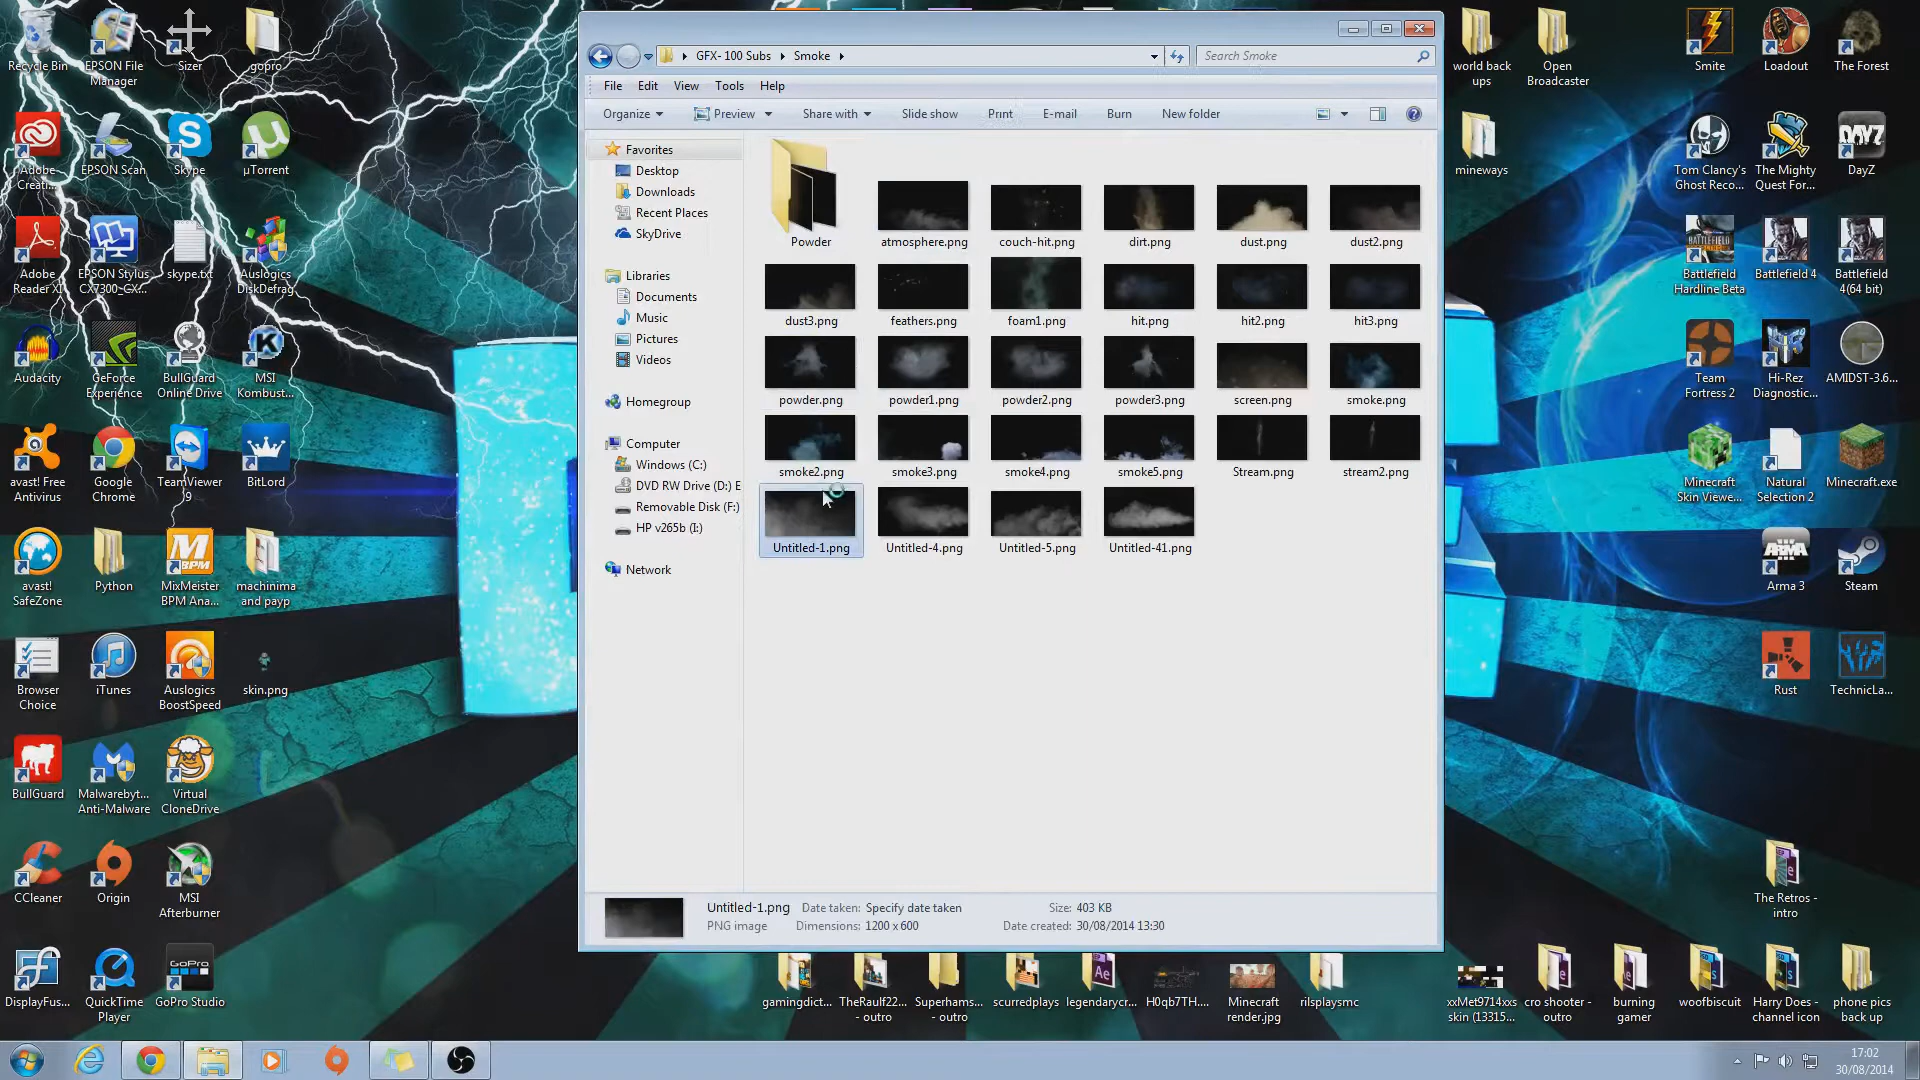 Recycle Bin
EPSON File
Manager
Sizer
gopro
Adobe
Creati...
EPSON Scan
Skype
µTorrent
Adobe
Reader XI
EPSON Stylus
CX7300_CX...
skype.txt
Auslogics
DiskDefrag
Audacity
GeForce
Experience
BullGuard
Online Drive
MSI
Kombust...
avast! Free
Antivirus
Google
Chrome
TeamViewer
9
BitLord
avast!
SafeZone
Python
MixMeister
BPM Ana...
machinima
and payp
Browser
Choice
iTunes
Auslogics
BoostSpeed
skin.png
BullGuard
Malwarebyt...
Anti-Malware
Virtual
CloneDrive
CCleaner
Origin
MSI
Afterburner
DisplayFus...
QuickTime
Player
GoPro Studio
GFX- 100 Subs
Smoke
Search Smoke
File Edit View Tools Help
Organize Preview Share with Slide show Print E-mail Burn New folder
Favorites
Desktop
Downloads
Recent Places
SkyDrive
Libraries
Documents
Music
Pictures
Videos
Homegroup
Computer
Windows (C:)
DVD RW Drive (D:) E
Removable Disk (F:)
HP v265b (I:)
Network
Powder atmosphere.png couch-hit.png dirt.png dust.png dust2.png
dust3.png feathers.png foam1.png hit.png hit2.png hit3.png
powder.png powder1.png powder2.png powder3.png screen.png smoke.png
smoke2.png smoke3.png smoke4.png smoke5.png Stream.png stream2.png
Untitled-1.png Untitled-4.png Untitled-5.png Untitled-41.png
Untitled-1.png Date taken: Specify date taken Size: 403 KB
PNG image Dimensions: 1200 x 600 Date created: 30/08/2014 13:30
world back
ups
Open
Broadcaster
Smite
Loadout
The Forest
mineways
Tom Clancy's
Ghost Reco...
The Mighty
Quest For...
DAYZ
DayZ
Battlefield
Hardline Beta
Battlefield 4
Battlefield
4(64 bit)
Team
Fortress 2
Hi-Rez
Diagnostic...
AMIDST-3.6...
Minecraft
Skin Viewe...
Natural
Selection 2
Minecraft.exe
ARMA
Arma 3
Steam
Rust
TechnicLa...
The Retros -
intro
gamingdict...
TheRaulf22...
- outro
Superhams...
- outro
scurredplays
legendarycr...
H0qb7TH....
Minecraft
render.jpg
rilsplaysmc
xxMet9714xxs
skin (13315...
cro shooter -
outro
burning
gamer
woofbiscuit
Harry Does -
channel icon
phone pics
back up
17:02
30/08/2014